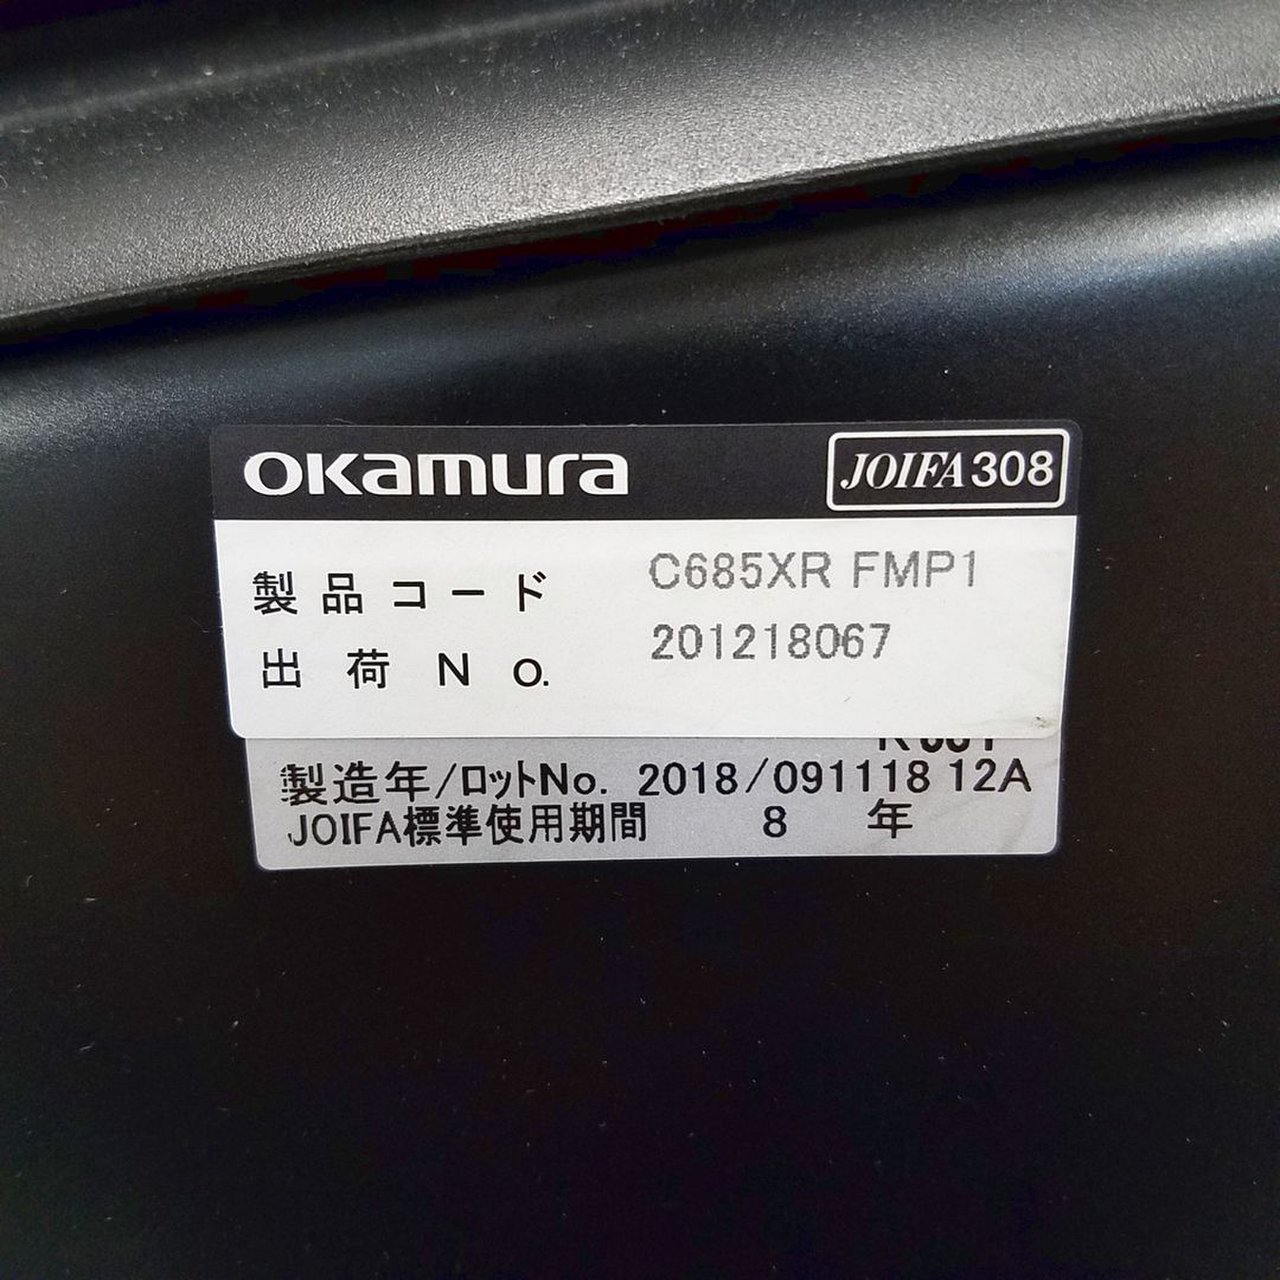 okamura
JOIFA308
製品コード C685XR FMP1
出荷No. 201218067
製造年/ロットNo. 2018/091118 12A
JOIFA標準使用期間 8 年